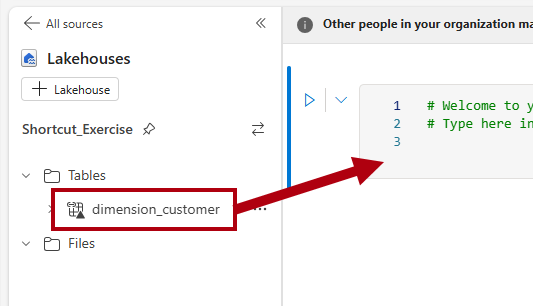 All sources
Lakehouses
Lakehouse
Shortcut_Exercise
Tables
dimension_customer
Files
Other people in your organization ma
1 # Welcome to y
2 # Type here in
3